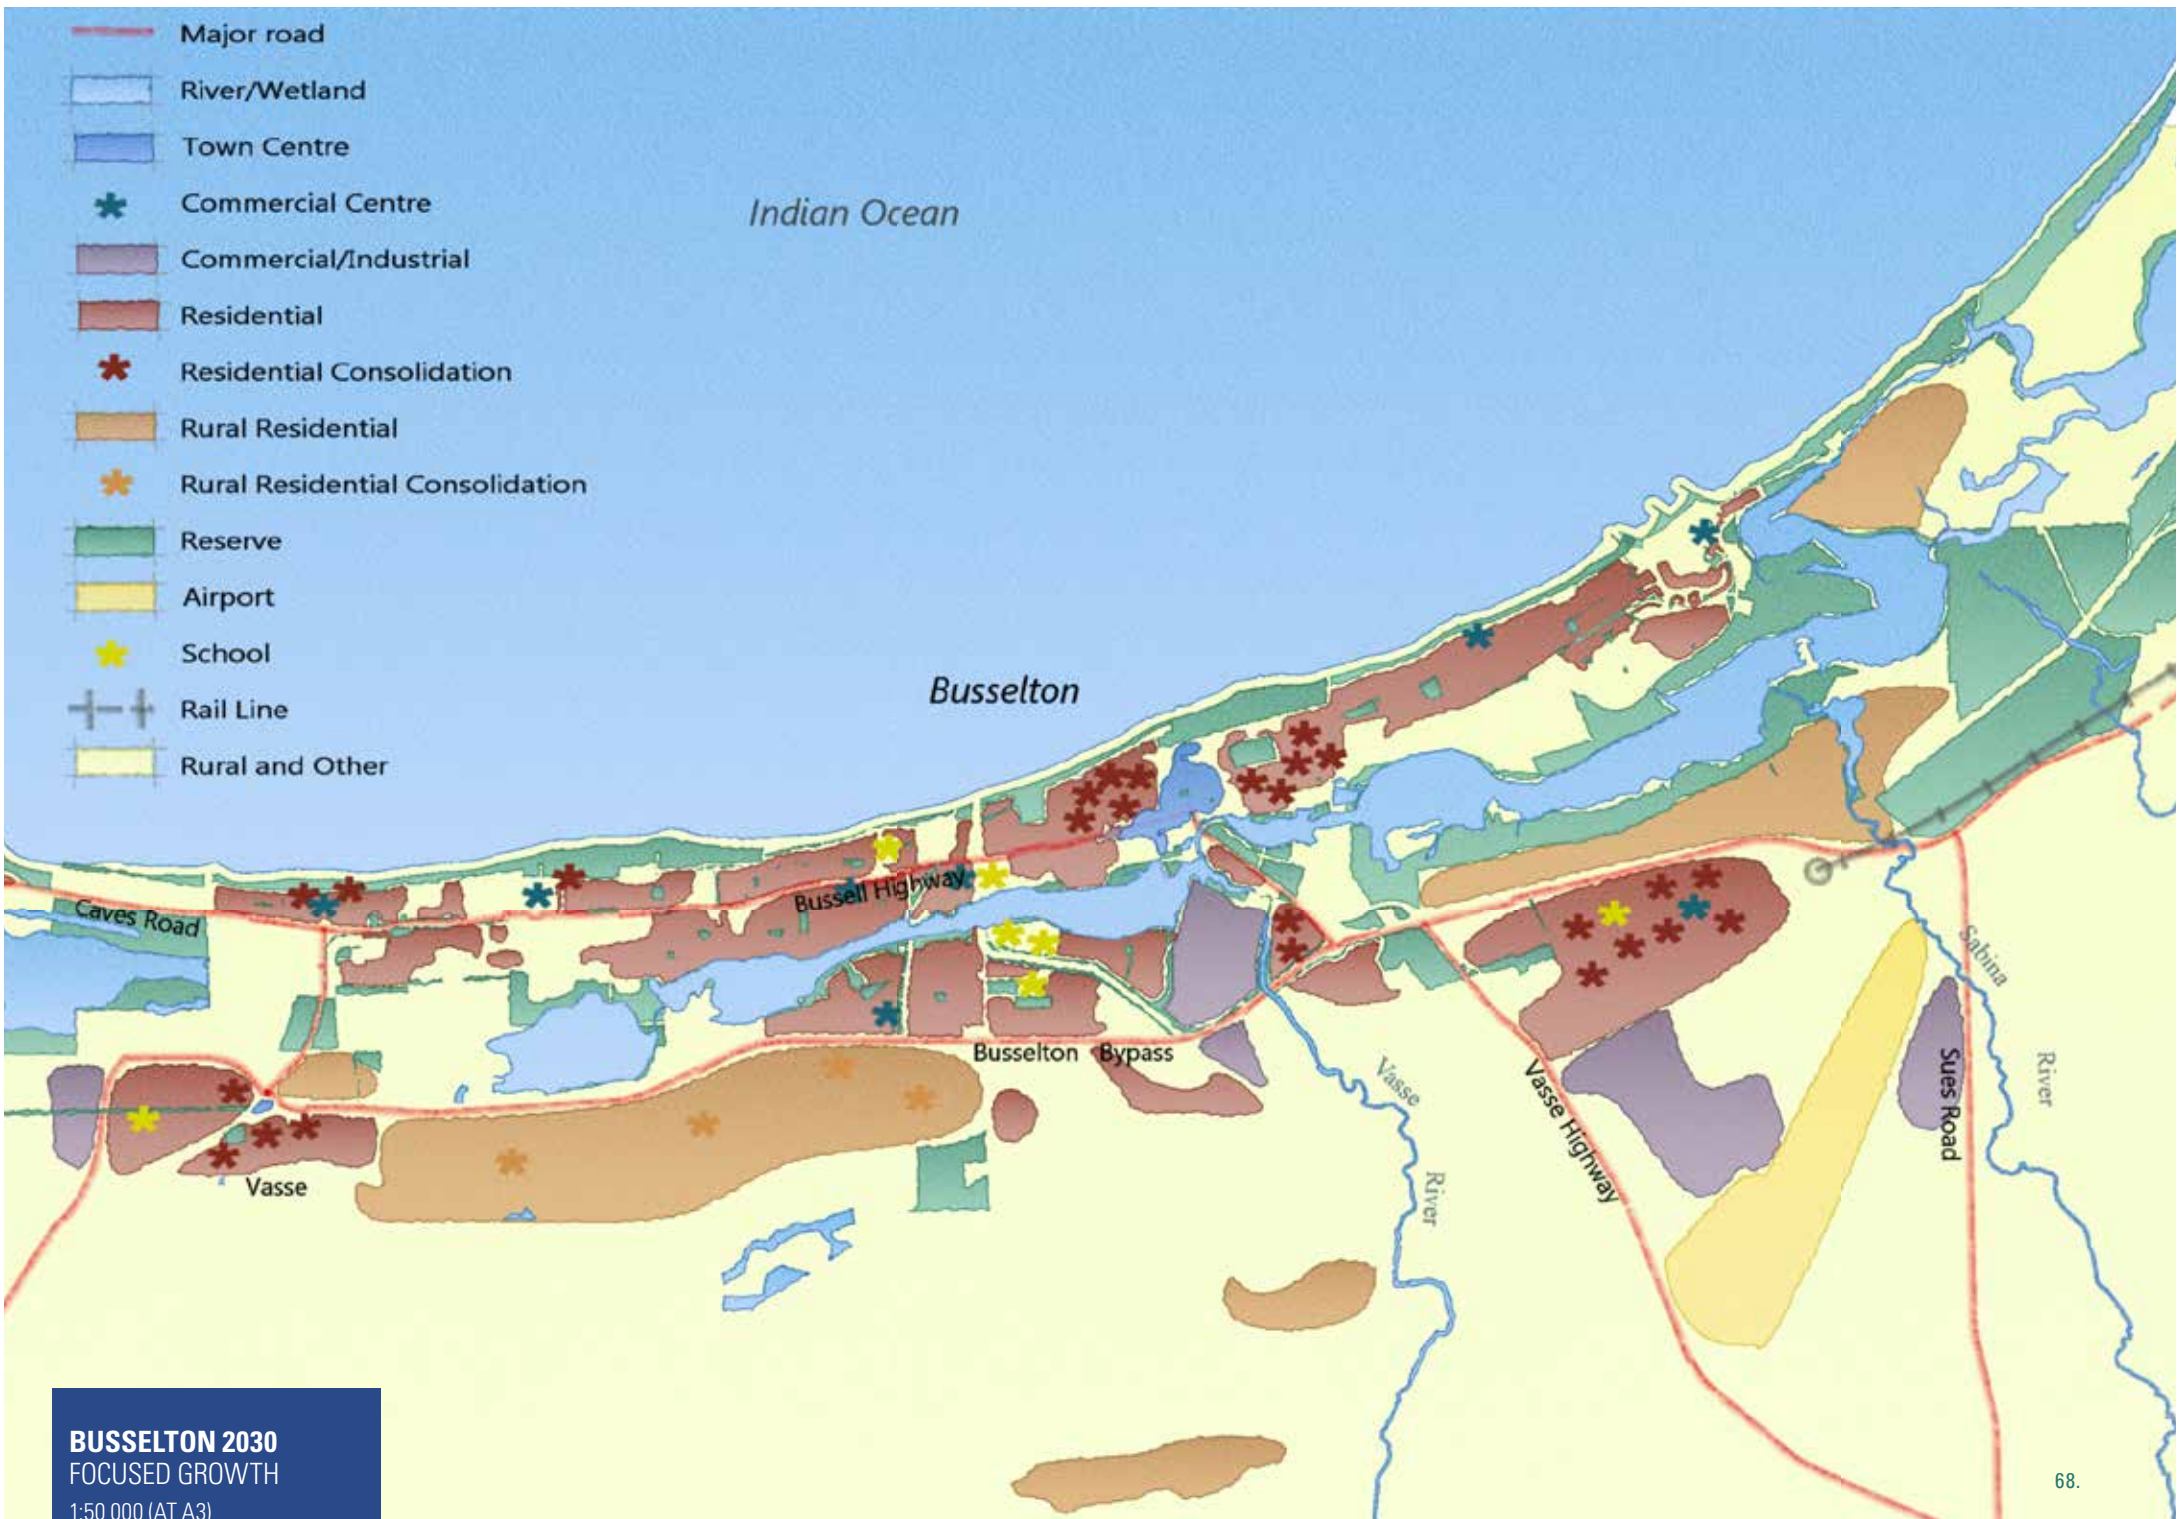 Major road
River/Wetland
Town Centre
Commercial Centre
Commercial/Industrial
Residential
Residential Consolidation
Rural Residential
Rural Residential Consolidation
Reserve
Airport
School
Rail Line
Rural and Other
Indian Ocean
Busselton
Caves Road
Bussell Highway
Busselton Bypass
Vasse
Vasse
River
Vasse Highway
Sues Road
Sabina
River
BUSSELTON 2030
FOCUSED GROWTH
1:50 000 (AT A3)
68.